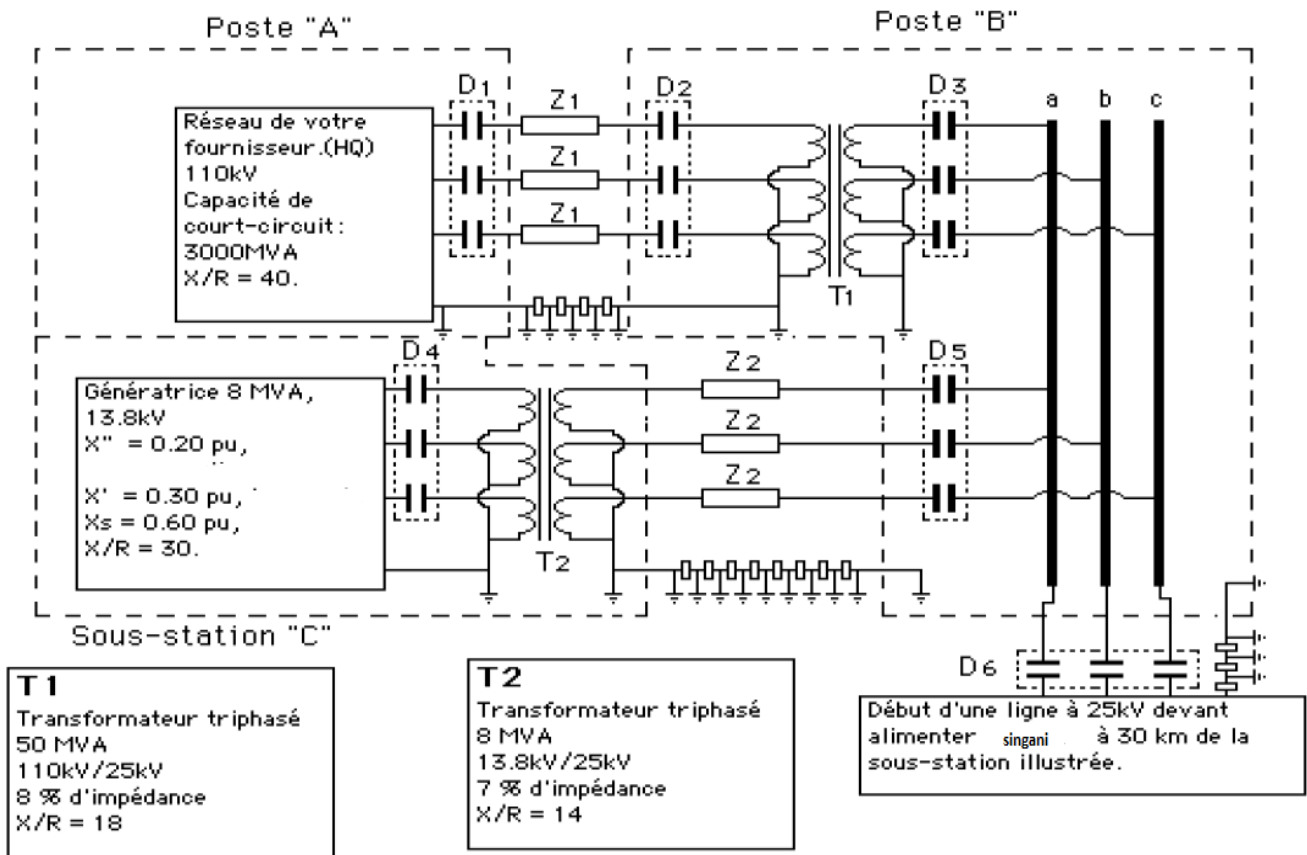 Poste "A"
Poste "B"
D1
Z1
D2
D3
a
b
c
Réseau de votre
fournisseur.(HQ)
110kV
Capacité de
court-circuit:
3000MVA
X/R = 40.
Z1
Z1
T1
D4
D5
Génératrice 8 MVA,
13.8kV
X" = 0.20 pu,
X' = 0.30 pu,
Xs = 0.60 pu,
X/R = 30.
Z2
Z2
Z2
T2
Sous-station "C"
D6
T1
Transformateur triphasé
50 MVA
110kV/25kV
8 % d'impédance
X/R = 18
T2
Transformateur triphasé
8 MVA
13.8kV/25kV
7 % d'impédance
X/R = 14
Début d'une ligne à 25kV devant
alimenter singani à 30 km de la
sous-station illustrée.